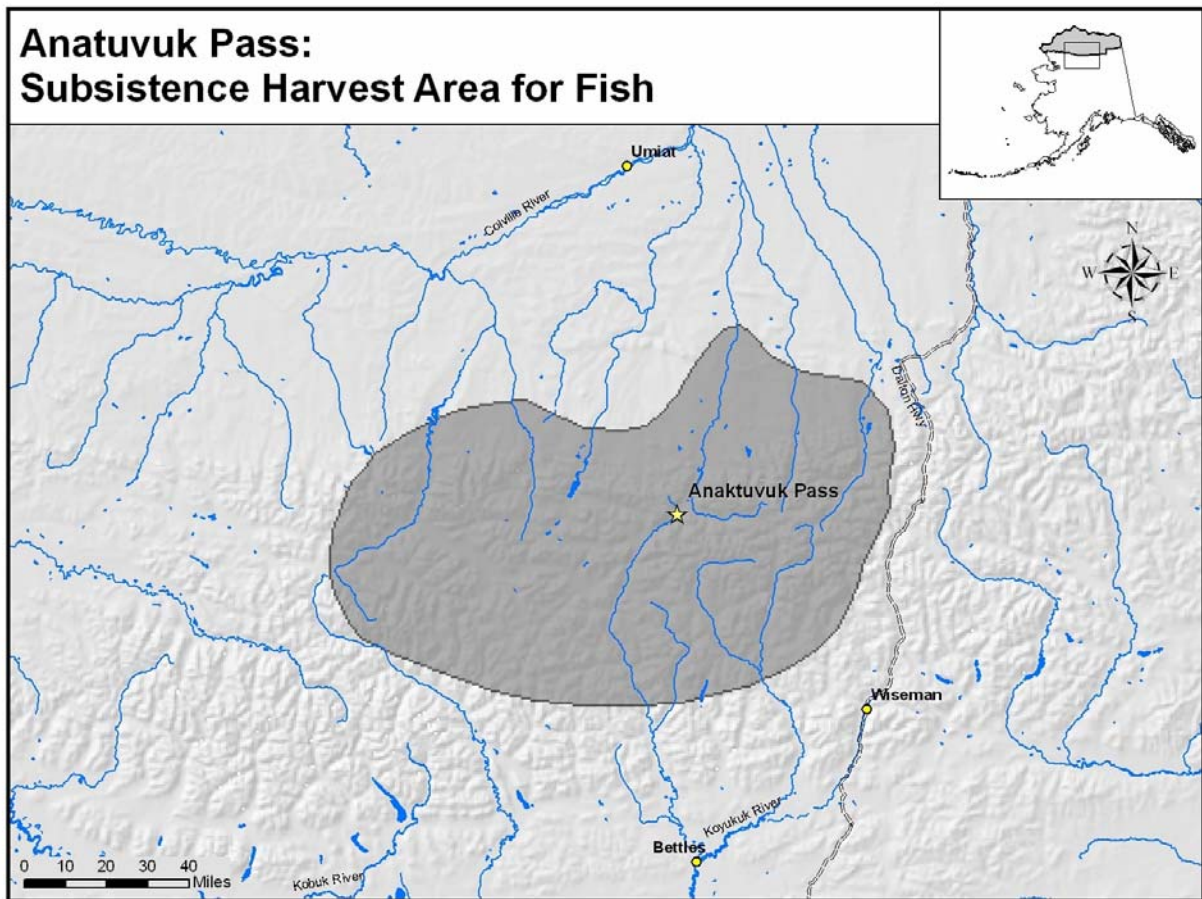 Anatuvuk Pass:
Subsistence Harvest Area for Fish
Umiat
Colville River
N
W E
S
Dalton Hwy
Anaktuvuk Pass
Wiseman
Koyukuk River
Bettles
0 10 20 30 40
Miles
Kobuk River